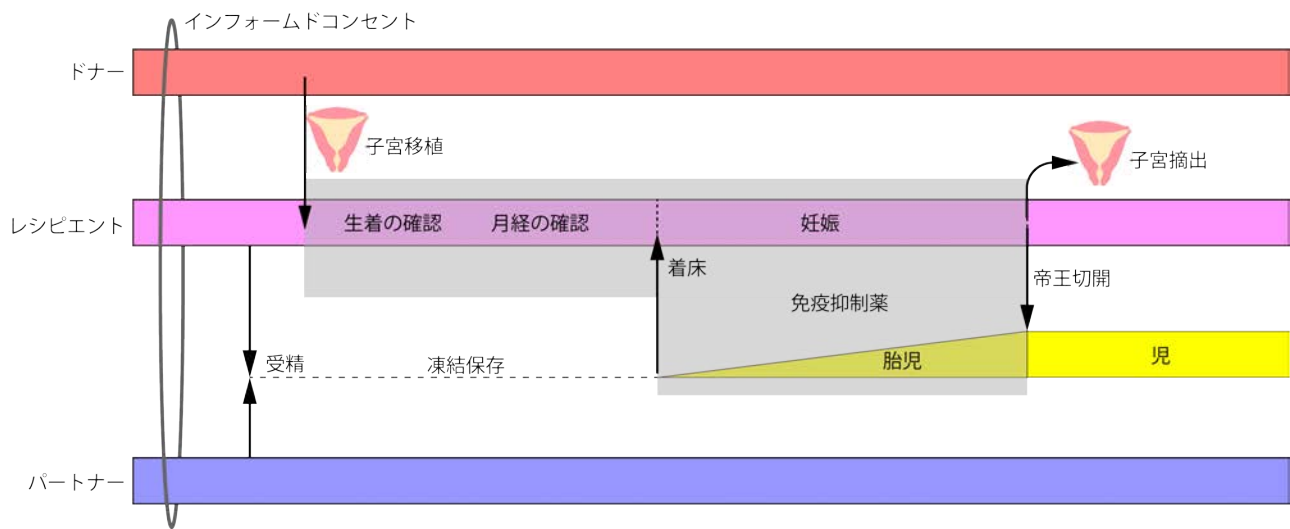 インフォームドコンセント
ドナー
子宮移植
子宮摘出
レシピエント
生着の確認
月経の確認
妊娠
着床
帝王切開
免疫抑制薬
受精
凍結保存
胎児
児
パートナー